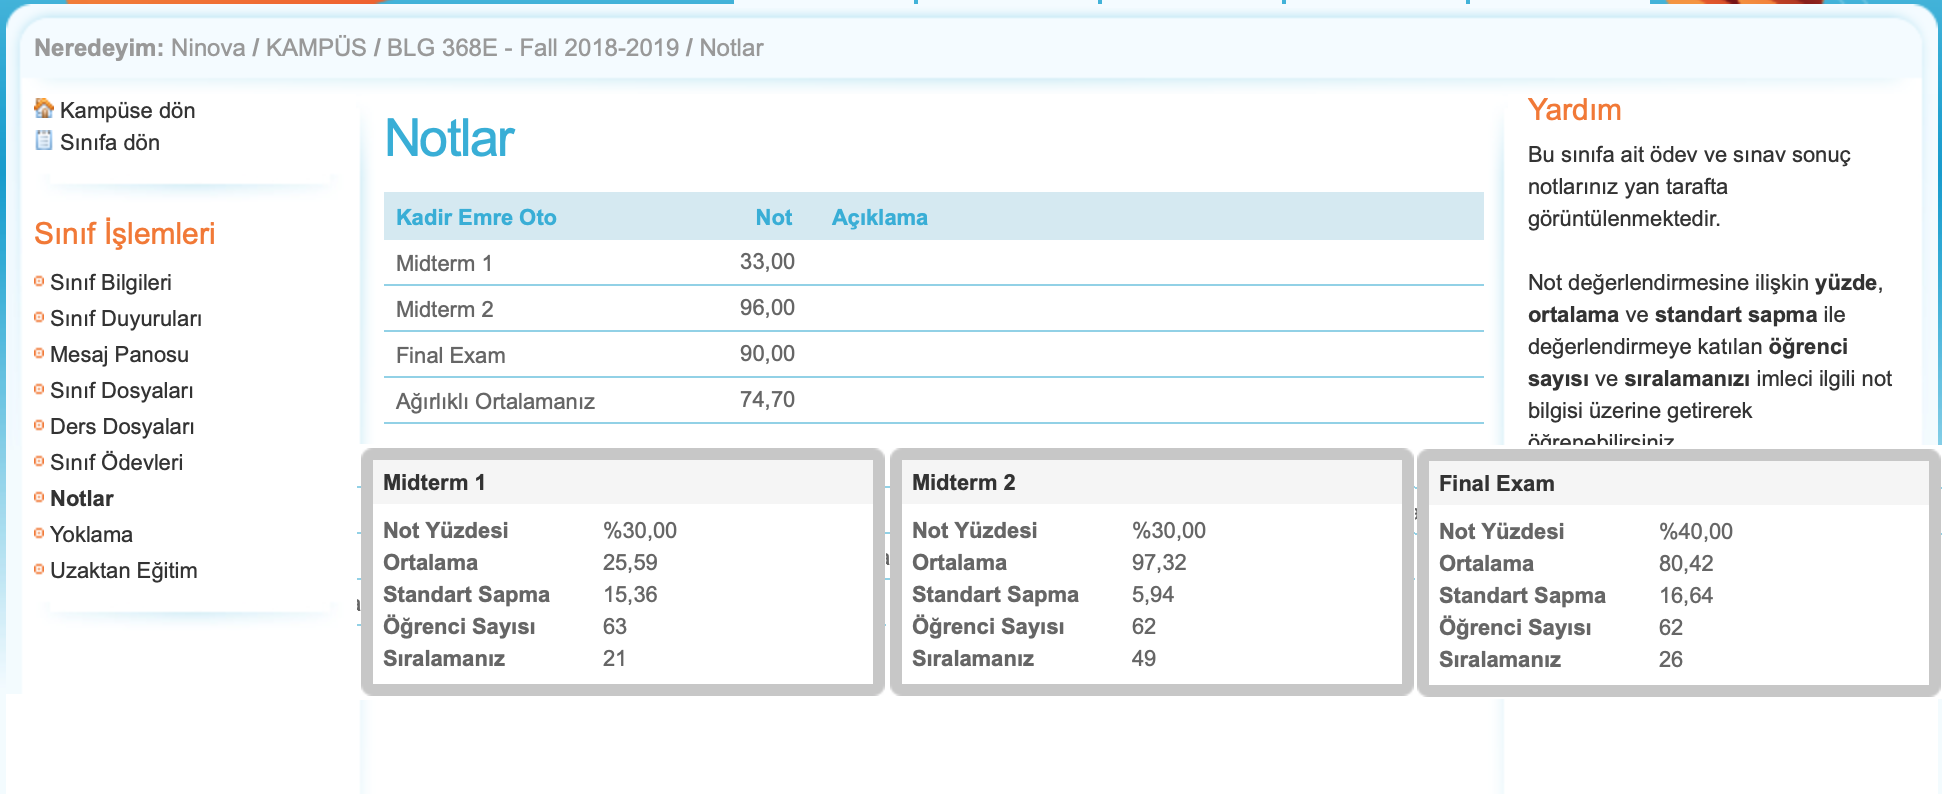 Neredeyim: Ninova / KAMPÜS / BLG 368E - Fall 2018-2019 / Notlar
Kampüse dön
Sınıfa dön
Sınıf İşlemleri
Sınıf Bilgileri
Sınıf Duyuruları
Mesaj Panosu
Sınıf Dosyaları
Ders Dosyaları
Sınıf Ödevleri
Notlar
Yoklama
Uzaktan Eğitim
Notlar
Kadir Emre Oto Not Açıklama
Midterm 1 33,00
Midterm 2 96,00
Final Exam 90,00
Ağırlıklı Ortalamanız 74,70
Yardım
Bu sınıfa ait ödev ve sınav sonuç
notlarınız yan tarafta
görüntülenmektedir.
Not değerlendirmesine ilişkin yüzde,
ortalama ve standart sapma ile
değerlendirmeye katılan öğrenci
sayısı ve sıralamanızı imleci ilgili not
bilgisi üzerine getirerek
öğrenebilirsiniz
Midterm 1
Not Yüzdesi %30,00
Ortalama 25,59
Standart Sapma 15,36
Öğrenci Sayısı 63
Sıralamanız 21
Midterm 2
Not Yüzdesi %30,00
Ortalama 97,32
Standart Sapma 5,94
Öğrenci Sayısı 62
Sıralamanız 49
Final Exam
Not Yüzdesi %40,00
Ortalama 80,42
Standart Sapma 16,64
Öğrenci Sayısı 62
Sıralamanız 26